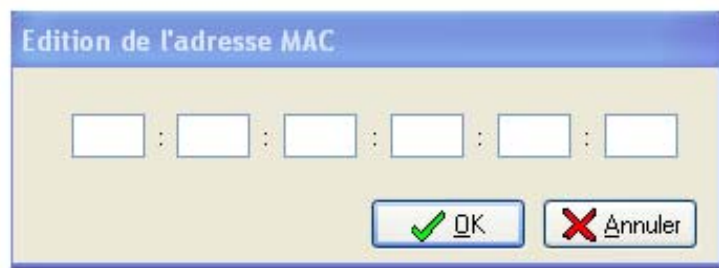 Edition de l'adresse MAC
: : : : :
OK Annuler